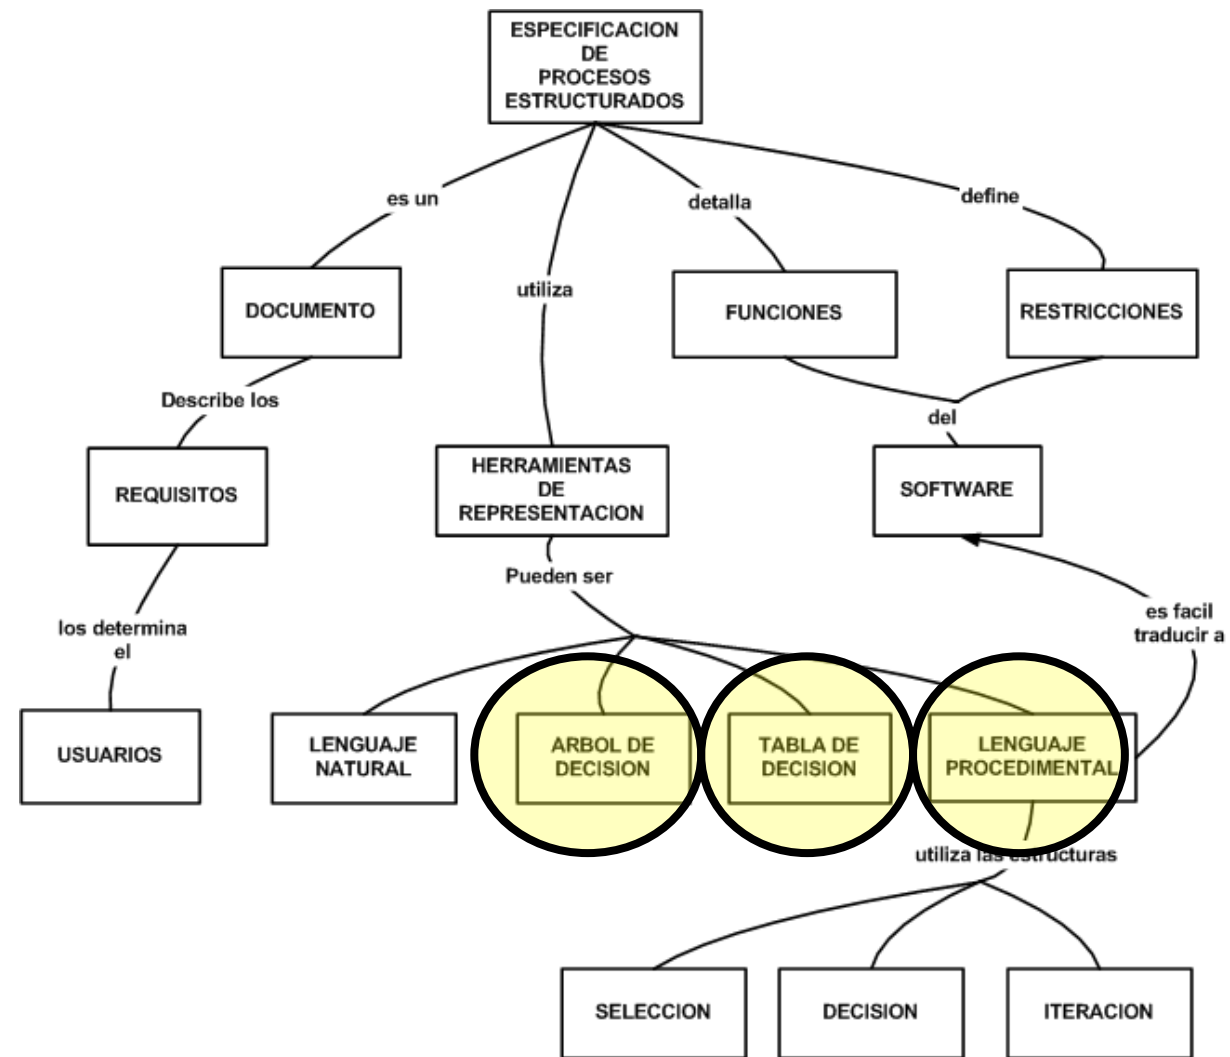 ESPECIFICACION
DE
PROCESOS
ESTRUCTURADOS
es un
utiliza
detalla
define
DOCUMENTO
FUNCIONES
RESTRICCIONES
Describe los
del
REQUISITOS
HERRAMIENTAS
DE
REPRESENTACION
SOFTWARE
Pueden ser
los determina
el
es facil
traducir a
USUARIOS
LENGUAJE
NATURAL
ARBOL DE
DECISION
TABLA DE
DECISION
LENGUAJE
PROCEDIMENTAL
utiliza las estructuras
SELECCION
DECISION
ITERACION